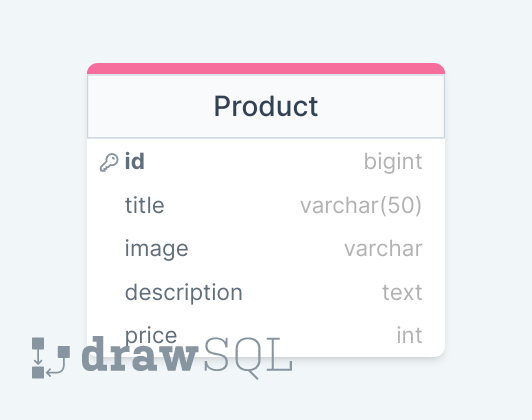 Product
id bigint
title varchar(50)
image varchar
description text
price int
drawSQL